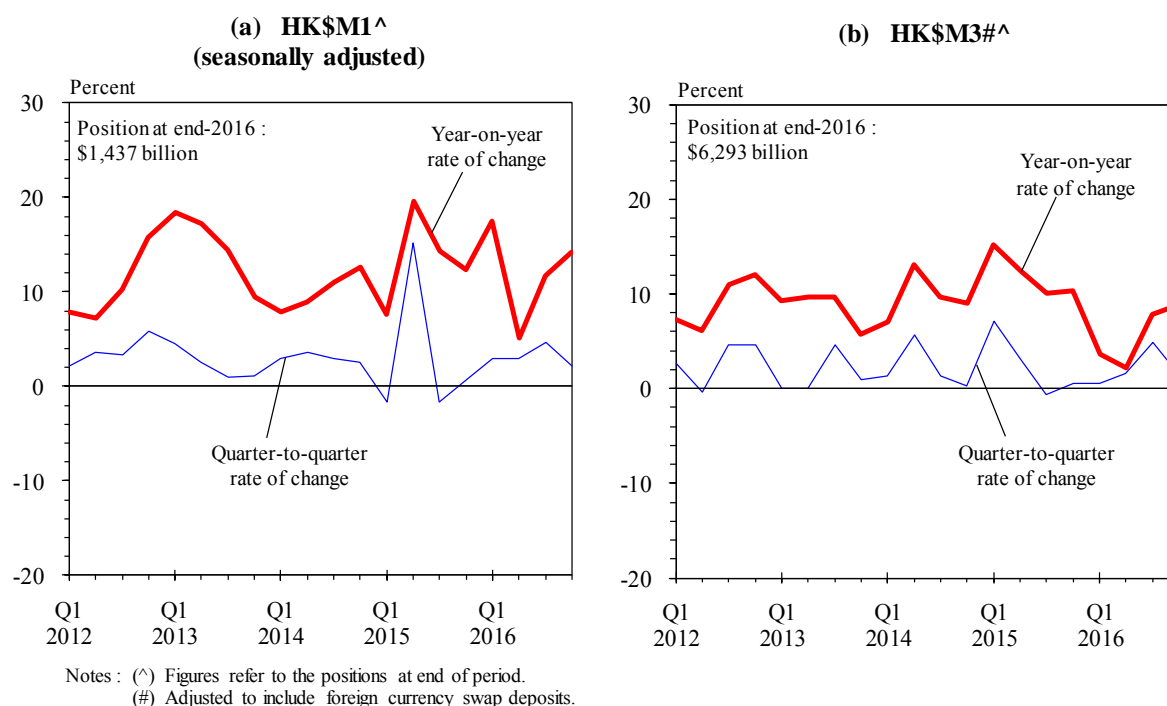 (a) HK$M1^
(seasonally adjusted)
Percent
30
20
10
0
-10
-20
Position at end-2016 :
$1,437 billion
Year-on-year
rate of change
Quarter-to-quarter
rate of change
Q1 Q1 Q1 Q1 Q1
2012 2013 2014 2015 2016
(b) HK$M3#^
Percent
30
20
10
0
-10
-20
Position at end-2016 :
$6,293 billion
Year-on-year
rate of change
Quarter-to-quarter
rate of change
Q1 Q1 Q1 Q1 Q1
2012 2013 2014 2015 2016
Notes : (^) Figures refer to the positions at end of period.
(#) Adjusted to include foreign currency swap deposits.